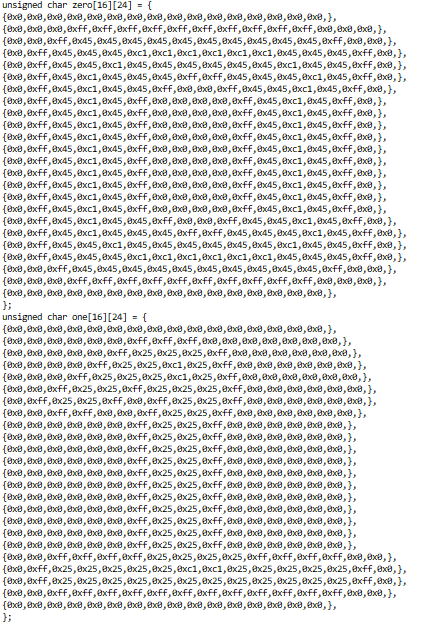 unsigned char zero[16][24] = {
{0x0,0x0,0x0,0x0,0x0,0x0,0x0,0x0,0x0,0x0,0x0,0x0,0x0,0x0,0x0,0x0,},
{0x0,0x0,0x0,0xff,0xff,0xff,0xff,0xff,0xff,0xff,0xff,0xff,0xff,0x0,0x0,0x0,},
{0x0,0x0,0xff,0x45,0x45,0x45,0x45,0x45,0x45,0x45,0x45,0x45,0x45,0xff,0x0,0x0,},
{0x0,0xff,0x45,0x45,0x45,0xc1,0xc1,0xc1,0xc1,0xc1,0xc1,0x45,0x45,0x45,0xff,0x0,},
{0x0,0xff,0x45,0x45,0xc1,0x45,0x45,0x45,0x45,0x45,0x45,0xc1,0x45,0x45,0xff,0x0,},
{0x0,0xff,0x45,0xc1,0x45,0x45,0x45,0xff,0xff,0x45,0x45,0x45,0xc1,0x45,0xff,0x0,},
{0x0,0xff,0x45,0xc1,0x45,0x45,0xff,0x0,0x0,0xff,0x45,0x45,0xc1,0x45,0xff,0x0,},
{0x0,0xff,0x45,0xc1,0x45,0xff,0x0,0x0,0x0,0x0,0xff,0x45,0xc1,0x45,0xff,0x0,},
{0x0,0xff,0x45,0xc1,0x45,0xff,0x0,0x0,0x0,0x0,0xff,0x45,0xc1,0x45,0xff,0x0,},
{0x0,0xff,0x45,0xc1,0x45,0xff,0x0,0x0,0x0,0x0,0xff,0x45,0xc1,0x45,0xff,0x0,},
{0x0,0xff,0x45,0xc1,0x45,0xff,0x0,0x0,0x0,0x0,0xff,0x45,0xc1,0x45,0xff,0x0,},
{0x0,0xff,0x45,0xc1,0x45,0xff,0x0,0x0,0x0,0x0,0xff,0x45,0xc1,0x45,0xff,0x0,},
{0x0,0xff,0x45,0xc1,0x45,0xff,0x0,0x0,0x0,0x0,0xff,0x45,0xc1,0x45,0xff,0x0,},
{0x0,0xff,0x45,0xc1,0x45,0xff,0x0,0x0,0x0,0x0,0xff,0x45,0xc1,0x45,0xff,0x0,},
{0x0,0xff,0x45,0xc1,0x45,0xff,0x0,0x0,0x0,0x0,0xff,0x45,0xc1,0x45,0xff,0x0,},
{0x0,0xff,0x45,0xc1,0x45,0xff,0x0,0x0,0x0,0x0,0xff,0x45,0xc1,0x45,0xff,0x0,},
{0x0,0xff,0x45,0xc1,0x45,0xff,0x0,0x0,0x0,0x0,0xff,0x45,0xc1,0x45,0xff,0x0,},
{0x0,0xff,0x45,0xc1,0x45,0x45,0xff,0x0,0x0,0xff,0x45,0x45,0xc1,0x45,0xff,0x0,},
{0x0,0xff,0x45,0xc1,0x45,0x45,0x45,0xff,0xff,0x45,0x45,0x45,0xc1,0x45,0xff,0x0,},
{0x0,0xff,0x45,0x45,0xc1,0x45,0x45,0x45,0x45,0x45,0x45,0xc1,0x45,0x45,0xff,0x0,},
{0x0,0xff,0x45,0x45,0x45,0xc1,0xc1,0xc1,0xc1,0xc1,0xc1,0x45,0x45,0x45,0xff,0x0,},
{0x0,0x0,0xff,0x45,0x45,0x45,0x45,0x45,0x45,0x45,0x45,0x45,0x45,0xff,0x0,0x0,},
{0x0,0x0,0x0,0xff,0xff,0xff,0xff,0xff,0xff,0xff,0xff,0xff,0xff,0x0,0x0,0x0,},
{0x0,0x0,0x0,0x0,0x0,0x0,0x0,0x0,0x0,0x0,0x0,0x0,0x0,0x0,0x0,0x0,},
};
unsigned char one[16][24] = {
{0x0,0x0,0x0,0x0,0x0,0x0,0x0,0x0,0x0,0x0,0x0,0x0,0x0,0x0,0x0,0x0,},
{0x0,0x0,0x0,0x0,0x0,0x0,0xff,0xff,0xff,0x0,0x0,0x0,0x0,0x0,0x0,0x0,},
{0x0,0x0,0x0,0x0,0x0,0xff,0x25,0x25,0x25,0xff,0x0,0x0,0x0,0x0,0x0,0x0,},
{0x0,0x0,0x0,0x0,0xff,0x25,0x25,0xc1,0x25,0xff,0x0,0x0,0x0,0x0,0x0,0x0,},
{0x0,0x0,0x0,0xff,0x25,0x25,0x25,0xc1,0x25,0xff,0x0,0x0,0x0,0x0,0x0,0x0,},
{0x0,0x0,0xff,0x25,0x25,0xff,0x25,0x25,0x25,0xff,0x0,0x0,0x0,0x0,0x0,0x0,},
{0x0,0xff,0x25,0x25,0xff,0x0,0xff,0x25,0x25,0xff,0x0,0x0,0x0,0x0,0x0,0x0,},
{0x0,0x0,0xff,0xff,0x0,0x0,0xff,0x25,0x25,0xff,0x0,0x0,0x0,0x0,0x0,0x0,},
{0x0,0x0,0x0,0x0,0x0,0x0,0xff,0x25,0x25,0xff,0x0,0x0,0x0,0x0,0x0,0x0,},
{0x0,0x0,0x0,0x0,0x0,0x0,0xff,0x25,0x25,0xff,0x0,0x0,0x0,0x0,0x0,0x0,},
{0x0,0x0,0x0,0x0,0x0,0x0,0xff,0x25,0x25,0xff,0x0,0x0,0x0,0x0,0x0,0x0,},
{0x0,0x0,0x0,0x0,0x0,0x0,0xff,0x25,0x25,0xff,0x0,0x0,0x0,0x0,0x0,0x0,},
{0x0,0x0,0x0,0x0,0x0,0x0,0xff,0x25,0x25,0xff,0x0,0x0,0x0,0x0,0x0,0x0,},
{0x0,0x0,0x0,0x0,0x0,0x0,0xff,0x25,0x25,0xff,0x0,0x0,0x0,0x0,0x0,0x0,},
{0x0,0x0,0x0,0x0,0x0,0x0,0xff,0x25,0x25,0xff,0x0,0x0,0x0,0x0,0x0,0x0,},
{0x0,0x0,0x0,0x0,0x0,0x0,0xff,0x25,0x25,0xff,0x0,0x0,0x0,0x0,0x0,0x0,},
{0x0,0x0,0x0,0x0,0x0,0x0,0xff,0x25,0x25,0xff,0x0,0x0,0x0,0x0,0x0,0x0,},
{0x0,0x0,0x0,0x0,0x0,0x0,0xff,0x25,0x25,0xff,0x0,0x0,0x0,0x0,0x0,0x0,},
{0x0,0x0,0x0,0x0,0x0,0x0,0xff,0x25,0x25,0xff,0x0,0x0,0x0,0x0,0x0,0x0,},
{0x0,0x0,0xff,0xff,0xff,0xff,0x25,0x25,0x25,0x25,0xff,0xff,0xff,0xff,0x0,0x0,},
{0x0,0xff,0x25,0x25,0x25,0x25,0x25,0xc1,0xc1,0x25,0x25,0x25,0x25,0x25,0xff,0x0,},
{0x0,0xff,0x25,0x25,0x25,0x25,0x25,0x25,0x25,0x25,0x25,0x25,0x25,0x25,0xff,0x0,},
{0x0,0x0,0xff,0xff,0xff,0xff,0xff,0xff,0xff,0xff,0xff,0xff,0xff,0xff,0x0,0x0,},
{0x0,0x0,0x0,0x0,0x0,0x0,0x0,0x0,0x0,0x0,0x0,0x0,0x0,0x0,0x0,0x0,},
};